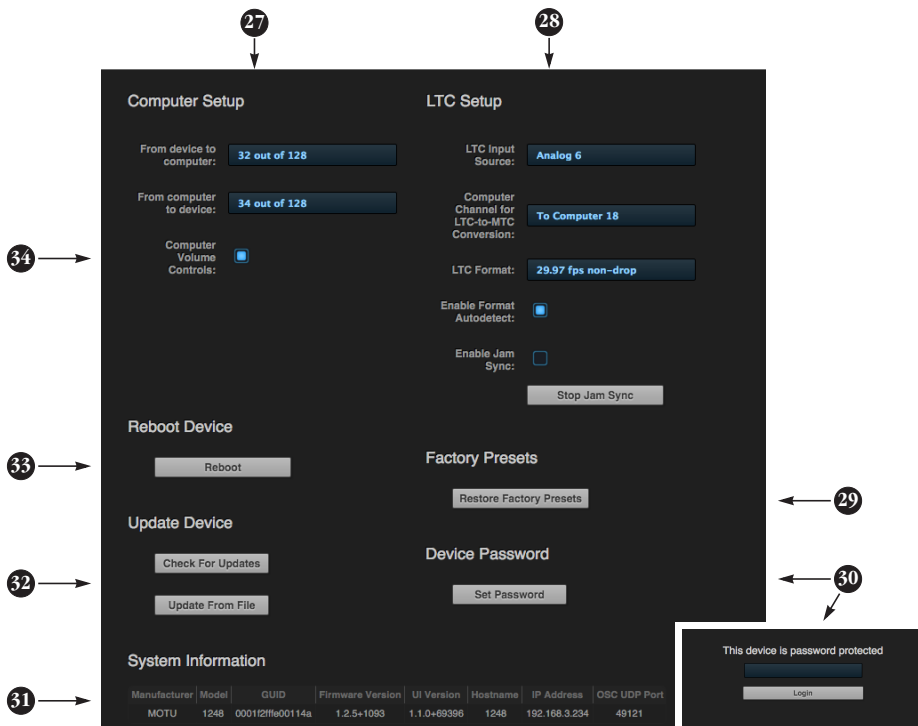 27
28
Computer Setup
From device to
computer:
32 out of 128
From computer
to device:
34 out of 128
34
Computer
Volume
Controls:
LTC Setup
LTC Input
Source:
Analog 6
Computer
Channel for
LTC-to-MTC
Conversion:
To Computer 18
LTC Format:
29.97 fps non-drop
Enable Format
Autodetect:
Enable Jam
Sync:
Stop Jam Sync
Reboot Device
33
Reboot
Factory Presets
Restore Factory Presets
29
Update Device
Check For Updates
32
Update From File
Device Password
Set Password
30
This device is password protected
Login
System Information
31
Manufacturer Model GUID Firmware Version UI Version Hostname IP Address OSC UDP Port
MOTU 1248 0001f2fffe00114a 1.2.5+1093 1.1.0+69396 1248 192.168.3.234 49121